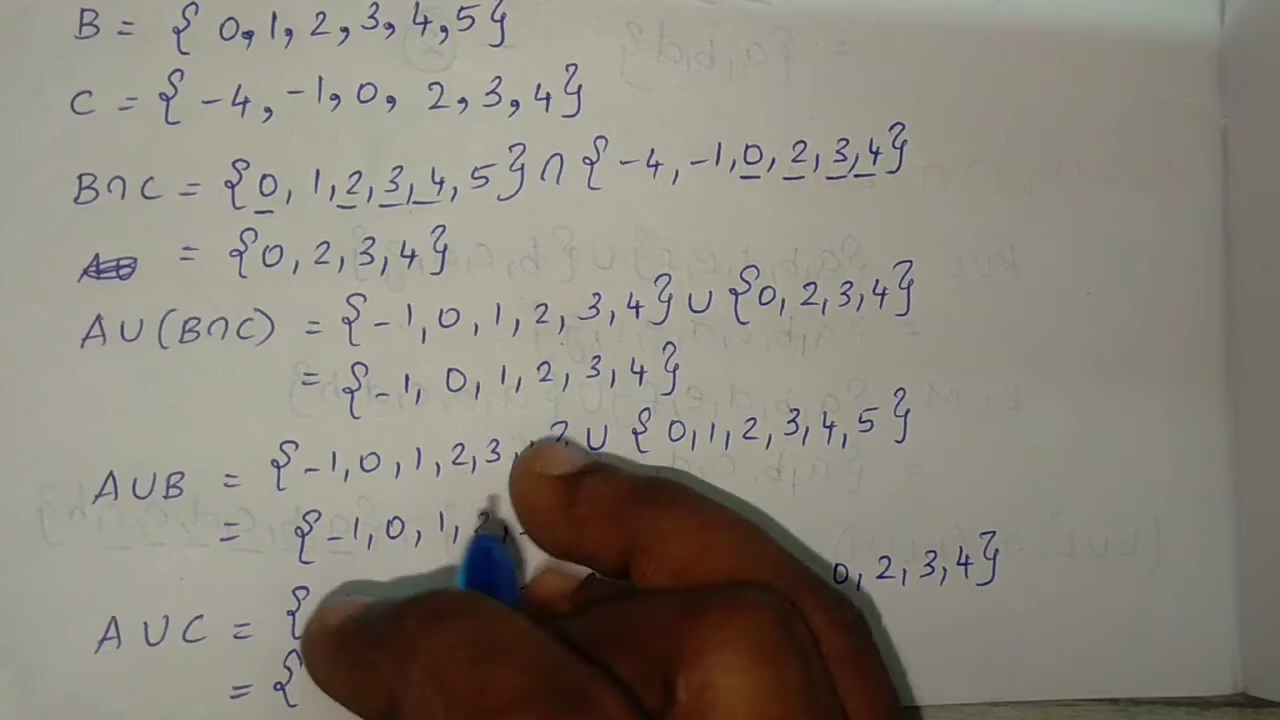 B = { 0, 1, 2, 3, 4, 5}
C = { -4, -1, 0, 2, 3, 4}
B∩C = {0, 1, 2, 3, 4, 5} ∩ { -4, -1, 0, 2, 3, 4}
= {0, 2, 3, 4}
A∪(B∩C) = { -1, 0, 1, 2, 3, 4} ∪ {0, 2, 3, 4}
= { -1, 0, 1, 2, 3, 4}
A∪B = { -1, 0, 1, 2, 3, ∪ { 0, 1, 2, 3, 4, 5}
= { -1, 0, 1, 2,
A∪C = { 0, 2, 3, 4}
= {